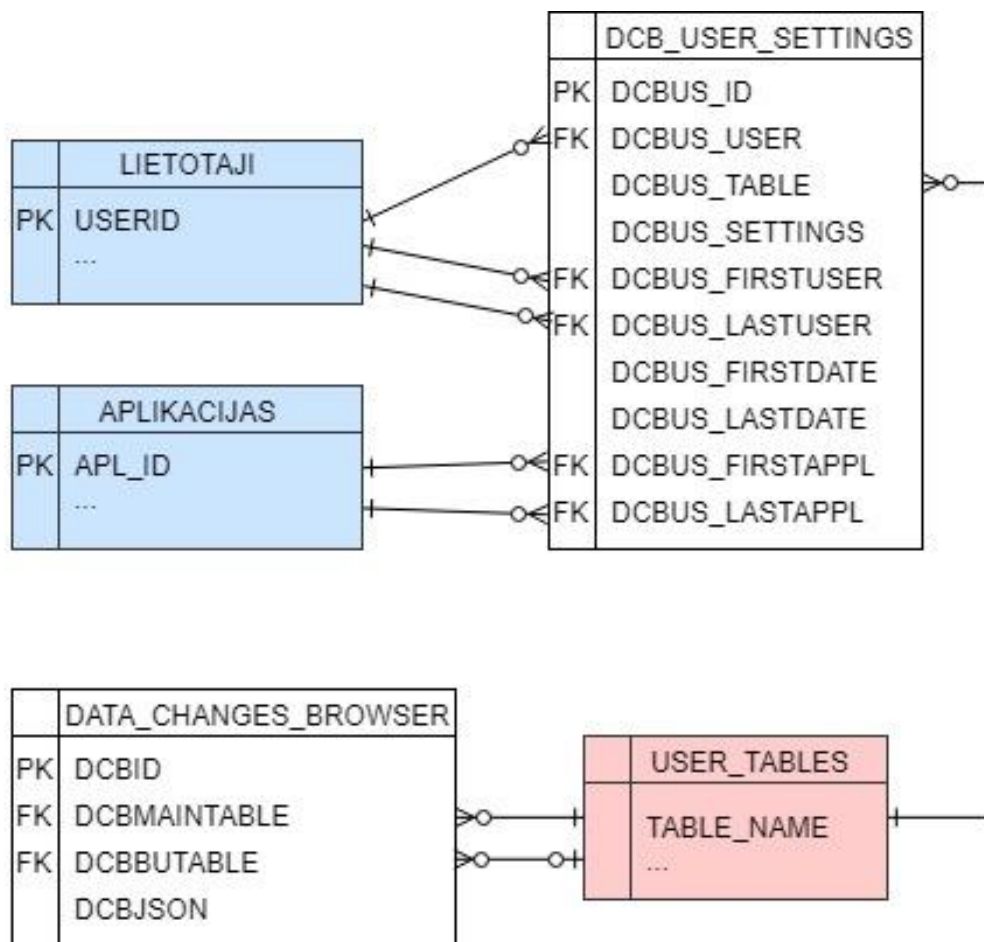 DCB_USER_SETTINGS
PK DCBUS_ID
FK DCBUS_USER
DCBUS_TABLE
DCBUS_SETTINGS
FK DCBUS_FIRSTUSER
FK DCBUS_LASTUSER
DCBUS_FIRSTDATE
DCBUS_LASTDATE
FK DCBUS_FIRSTAPPL
FK DCBUS_LASTAPPL
LIETOTAJI
PK USERID
...
APLIKACIJAS
PK APL_ID
...
DATA_CHANGES_BROWSER
PK DCBID
FK DCBMAINTABLE
FK DCBBUTABLE
DCBJSON
USER_TABLES
TABLE_NAME
...